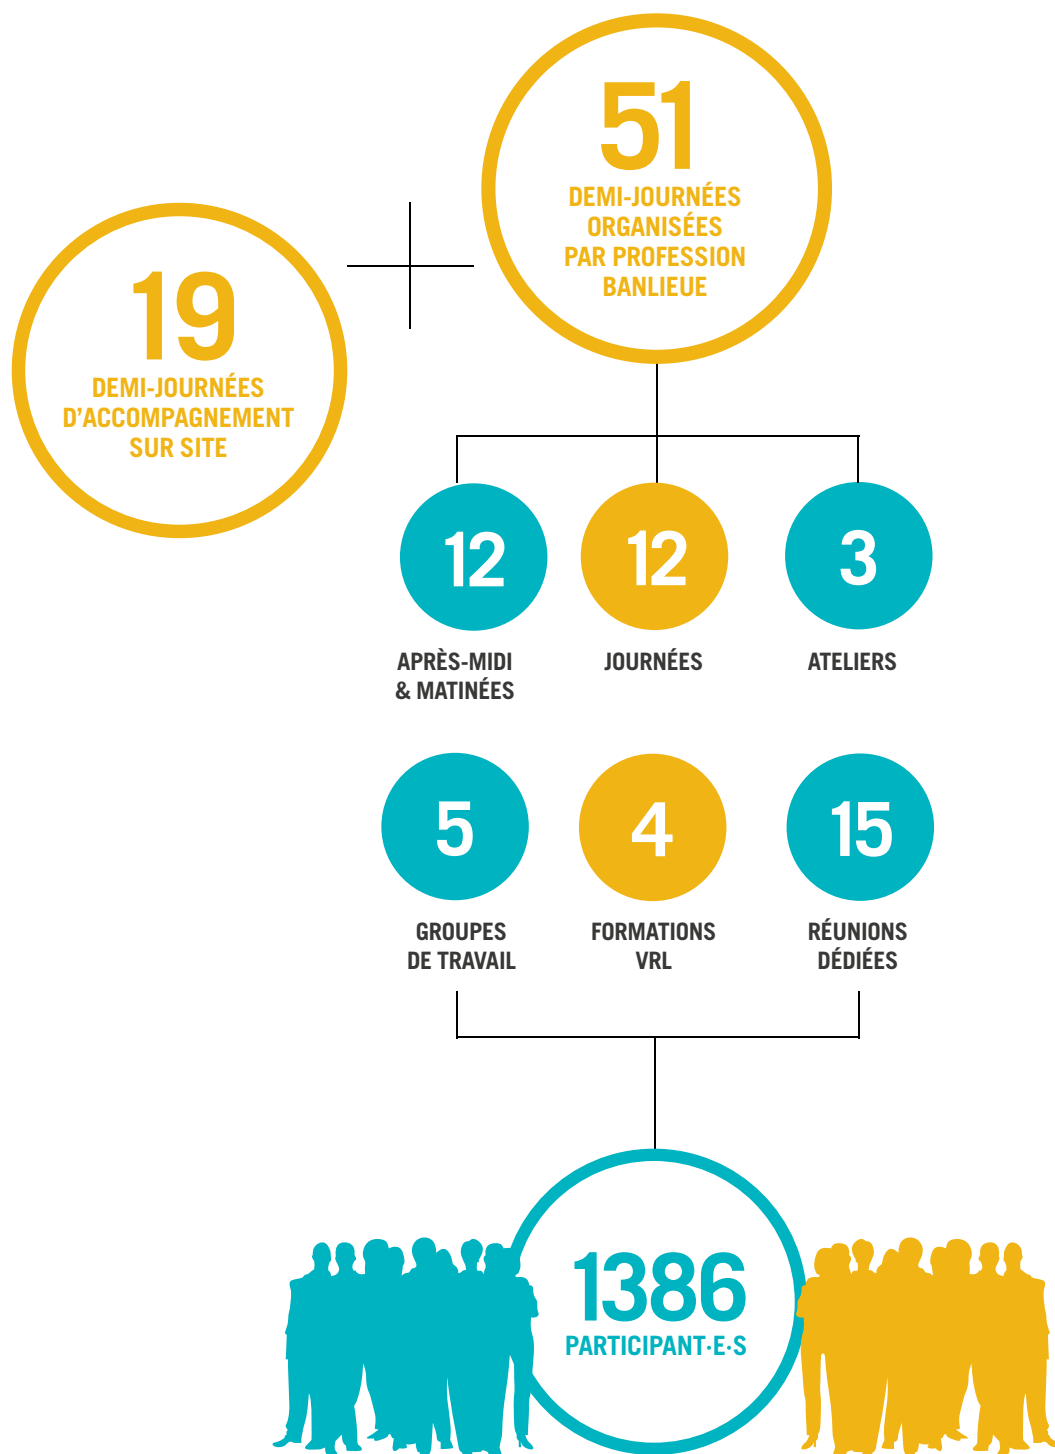 51
DEMI-JOURNÉES
ORGANISÉES
PAR PROFESSION
BANLIEUE
19
DEMI-JOURNÉES
D'ACCOMPAGNEMENT
SUR SITE
12
APRÈS-MIDI
& MATINÉES
12
JOURNÉES
3
ATELIERS
5
GROUPES
DE TRAVAIL
4
FORMATIONS
VRL
15
RÉUNIONS
DÉDIÉES
1386
PARTICIPANT·E·S